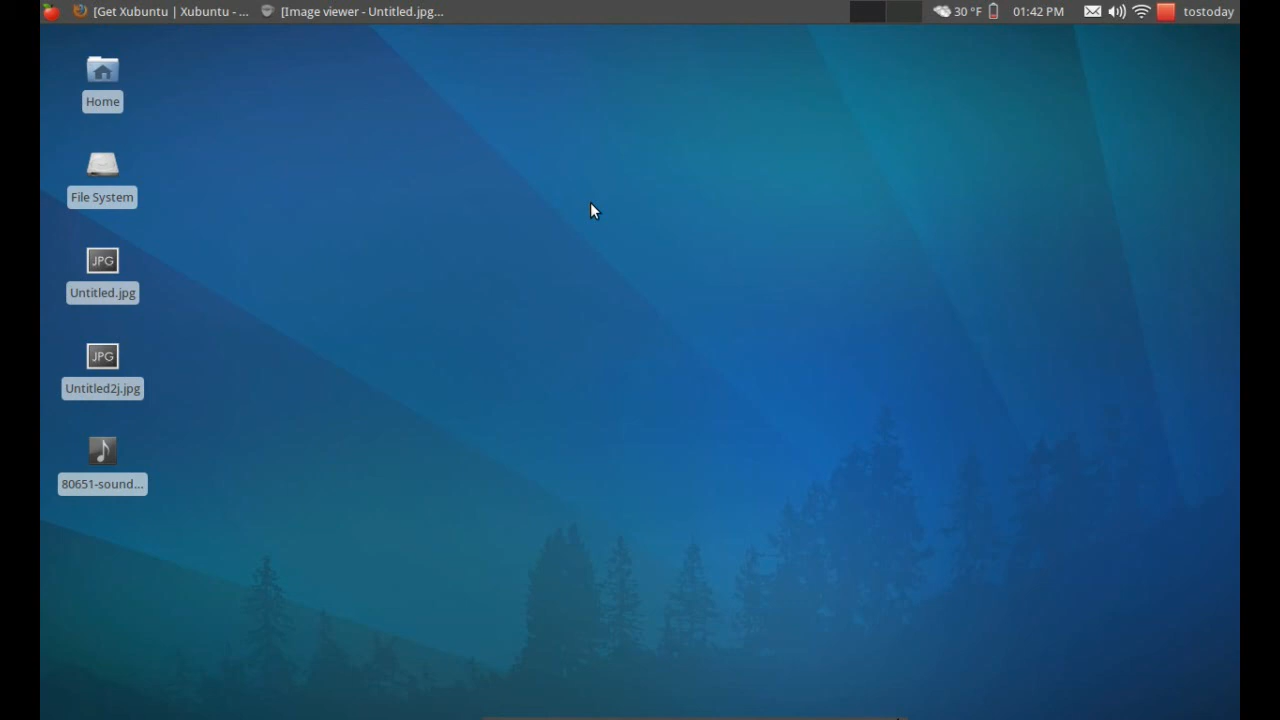 [Get Xubuntu | Xubuntu - ... [Image viewer - Untitled.jpg... 30 °F 01:42 PM tostoday
Home
File System
JPG
Untitled.jpg
JPG
Untitled2j.jpg
80651-sound...